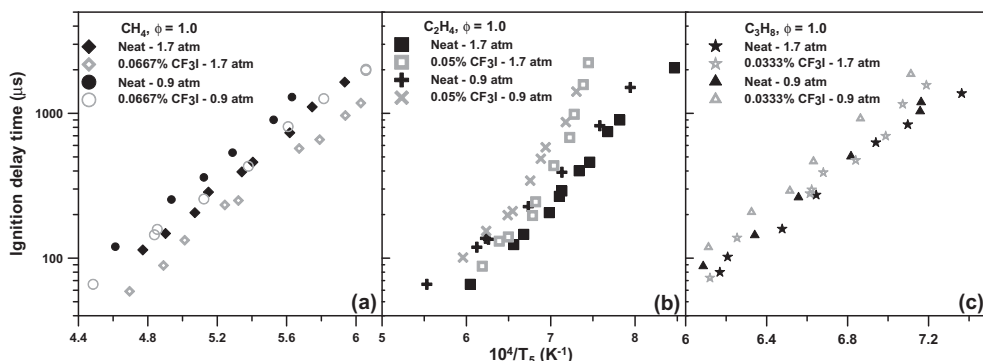 CH4, ϕ = 1.0
Neat - 1.7 atm
0.0667% CF3I - 1.7 atm
Neat - 0.9 atm
0.0667% CF3I - 0.9 atm
C2H4, ϕ = 1.0
Neat - 1.7 atm
0.05% CF3I - 1.7 atm
Neat - 0.9 atm
0.05% CF3I - 0.9 atm
C3H8, ϕ = 1.0
Neat - 1.7 atm
0.0333% CF3I - 1.7 atm
Neat - 0.9 atm
0.0333% CF3I - 0.9 atm
Ignition delay time (μs)
1000
100
(a)
(b)
(c)
4.4 4.8 5.2 5.6 6
5 6 7 8
6 6.4 6.8 7.2
10^4/T5 (K^-1)